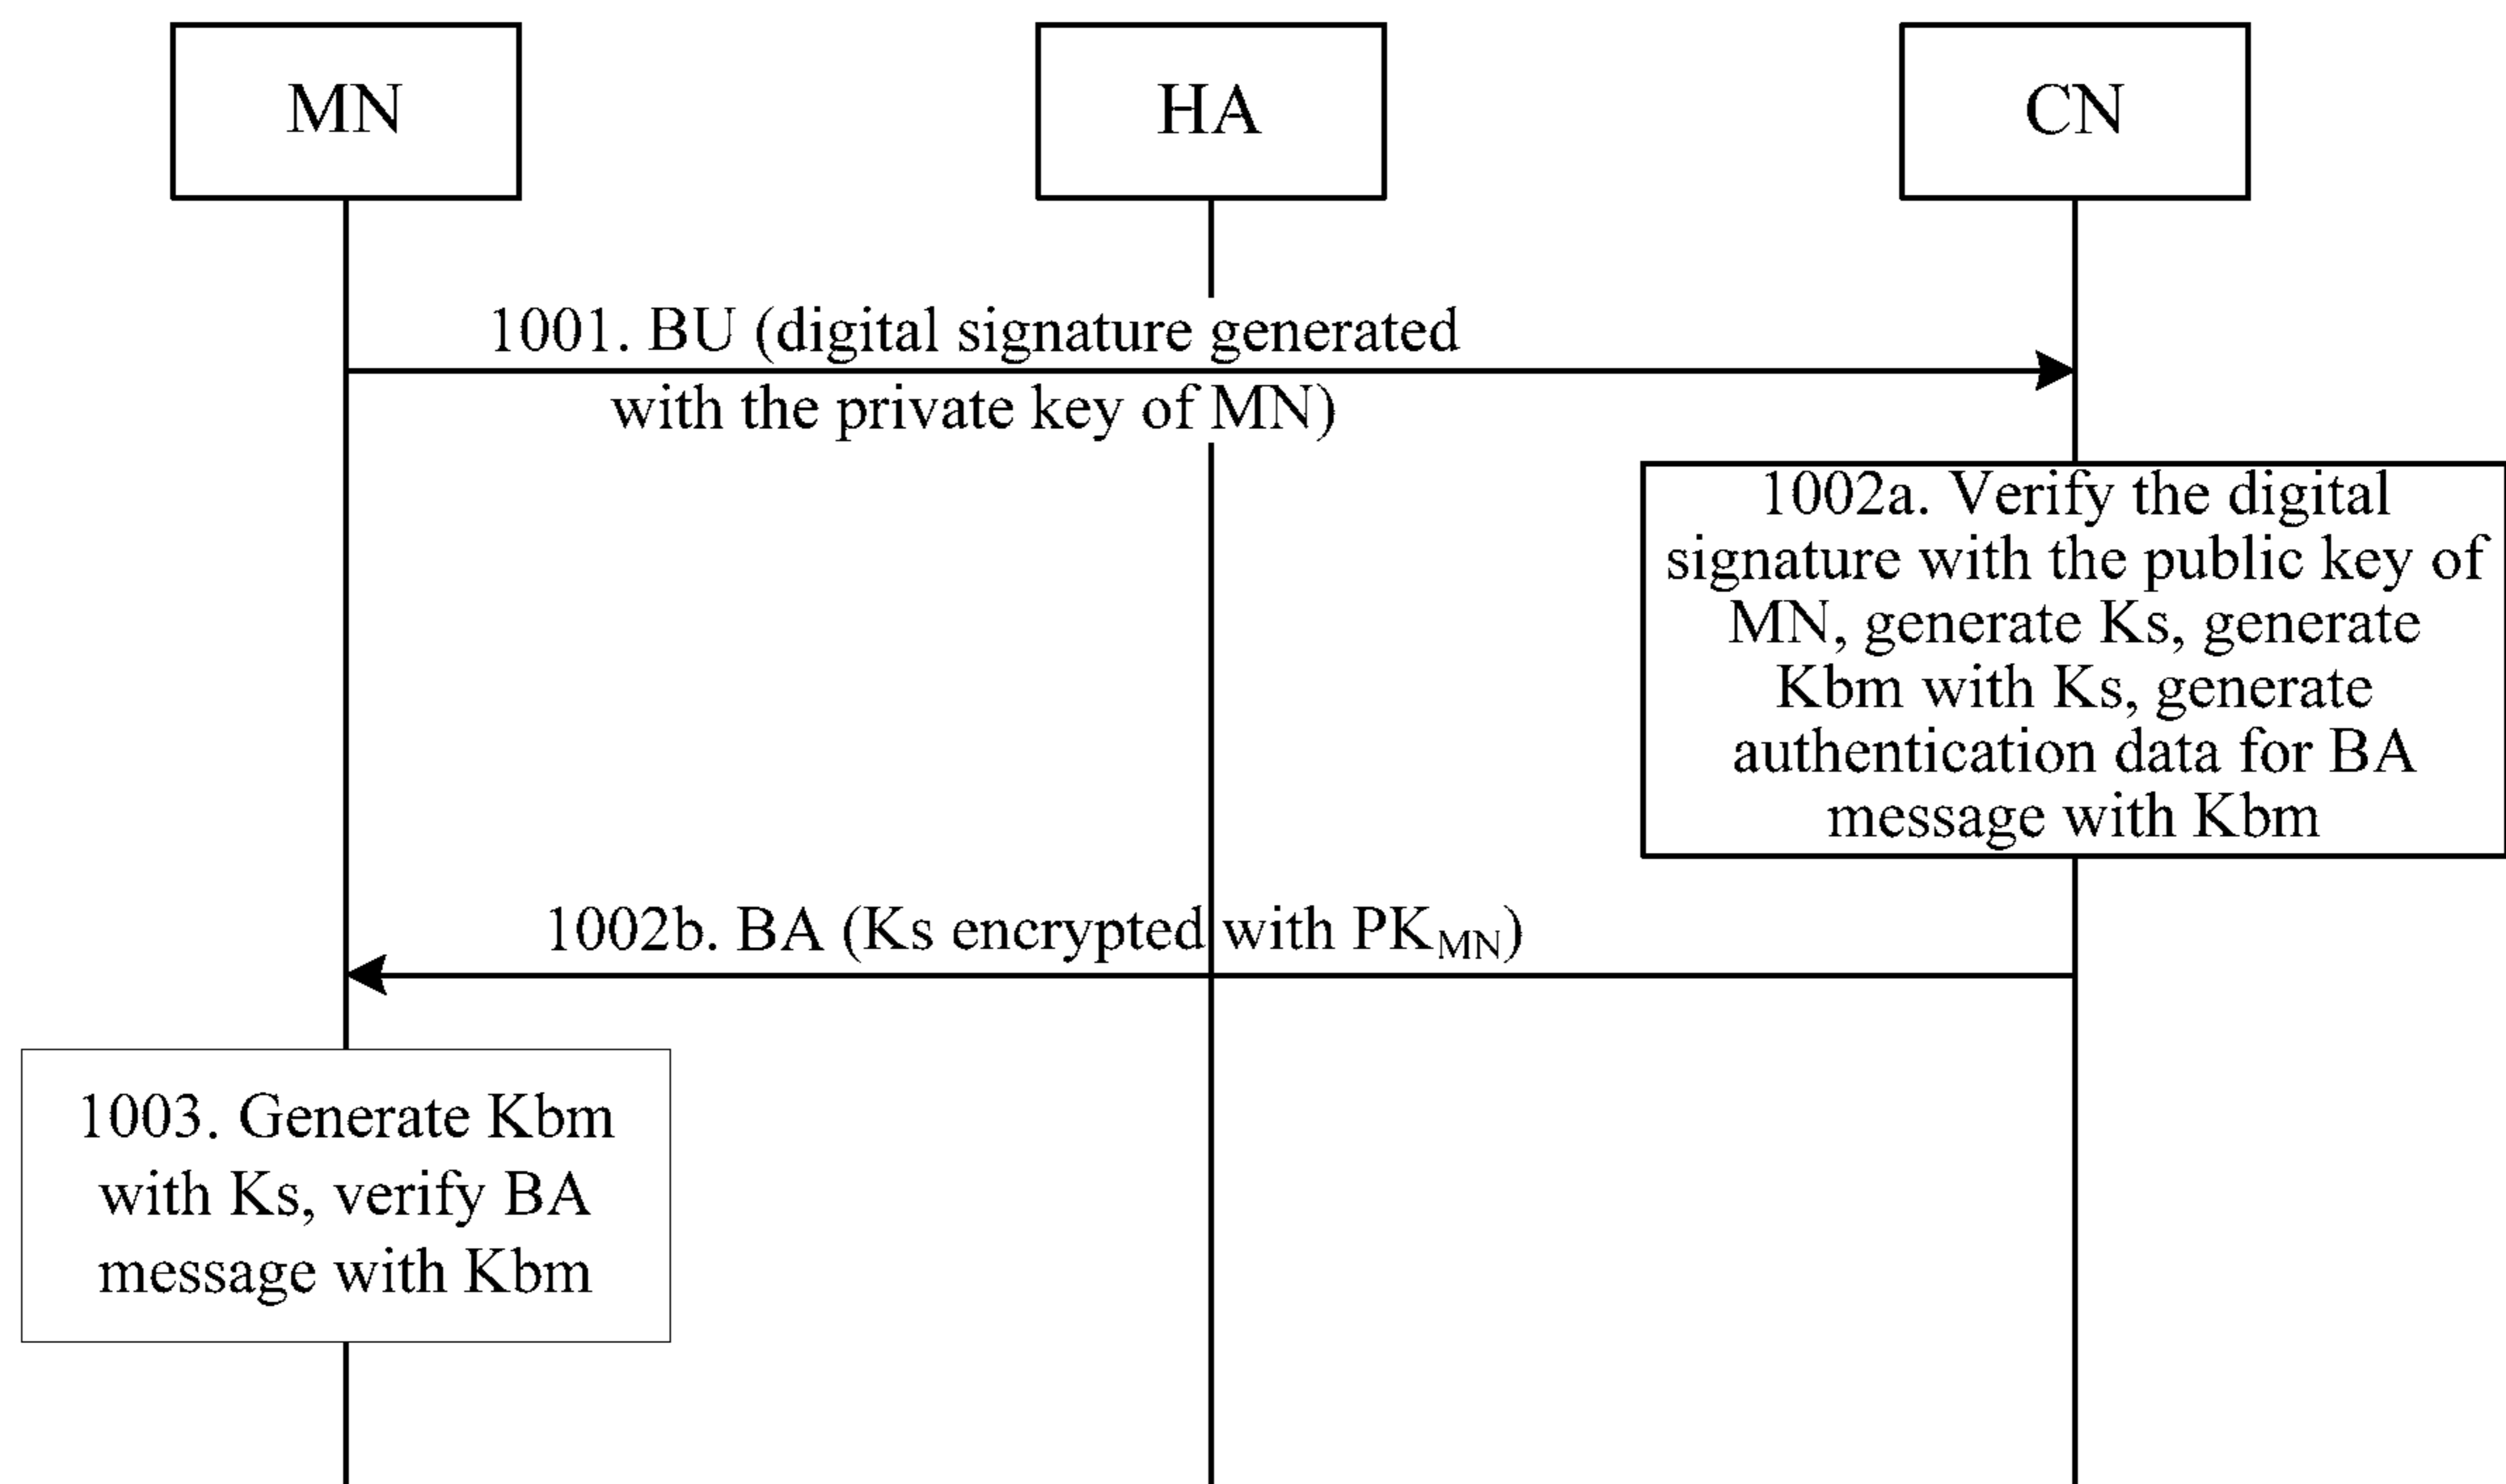 MN
HA
CN
1001. BU (digital signature generated
with the private key of MN)
1002a. Verify the digital
signature with the public key of
MN, generate Ks, generate
Kbm with Ks, generate
authentication data for BA
message with Kbm
1002b. BA (Ks encrypted with PKMN)
1003. Generate Kbm
with Ks, verify BA
message with Kbm